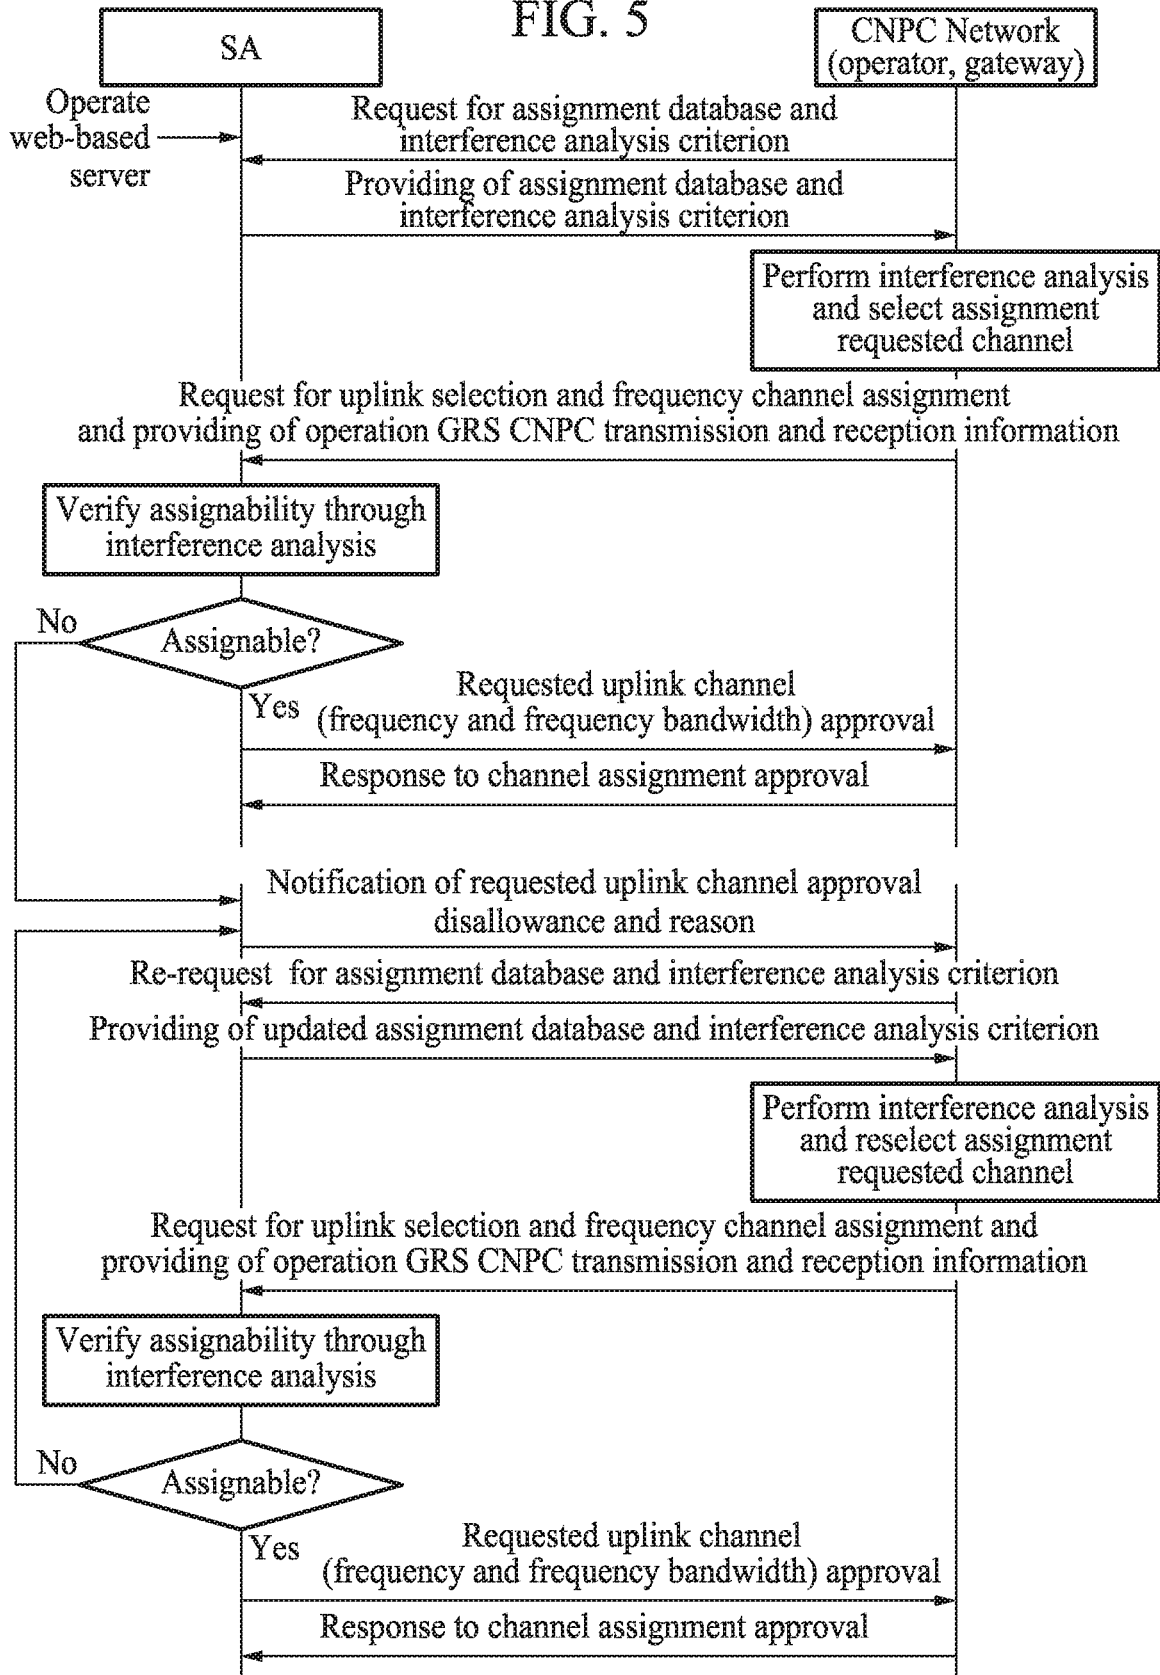 FIG. 5
SA
CNPC Network
(operator, gateway)
Operate
web-based
server
Request for assignment database and
interference analysis criterion
Providing of assignment database and
interference analysis criterion
Perform interference analysis
and select assignment
requested channel
Request for uplink selection and frequency channel assignment
and providing of operation GRS CNPC transmission and reception information
Verify assignability through
interference analysis
No
Assignable?
Yes
Requested uplink channel
(frequency and frequency bandwidth) approval
Response to channel assignment approval
Notification of requested uplink channel approval
disallowance and reason
Re-request for assignment database and interference analysis criterion
Providing of updated assignment database and interference analysis criterion
Perform interference analysis
and reselect assignment
requested channel
Request for uplink selection and frequency channel assignment and
providing of operation GRS CNPC transmission and reception information
Verify assignability through
interference analysis
No
Assignable?
Yes
Requested uplink channel
(frequency and frequency bandwidth) approval
Response to channel assignment approval